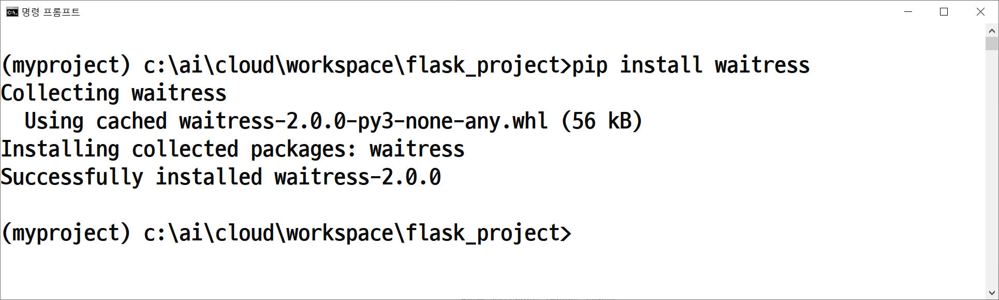 명령 프롬프트
(myproject) c:\ai\cloud\workspace\flask_project>pip install waitress
Collecting waitress
  Using cached waitress-2.0.0-py3-none-any.whl (56 kB)
Installing collected packages: waitress
Successfully installed waitress-2.0.0
(myproject) c:\ai\cloud\workspace\flask_project>